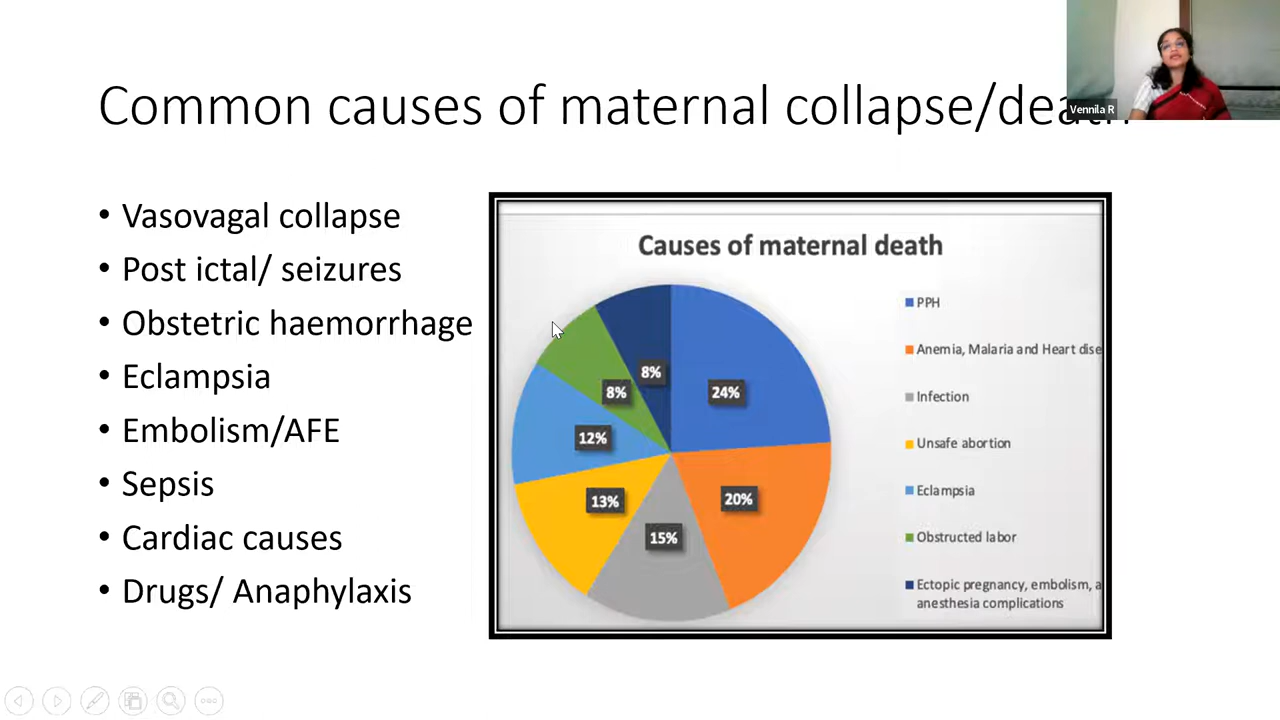 Common causes of maternal collapse/death
Vennila R
• Vasovagal collapse
• Post ictal/ seizures
• Obstetric haemorrhage
• Eclampsia
• Embolism/AFE
• Sepsis
• Cardiac causes
• Drugs/ Anaphylaxis
Causes of maternal death
8%
8%
24%
12%
13%
20%
15%
PPH
Anemia, Malaria and Heart dise
Infection
Unsafe abortion
Eclampsia
Obstructed labor
Ectopic pregnancy, embolism, a
anesthesia complications